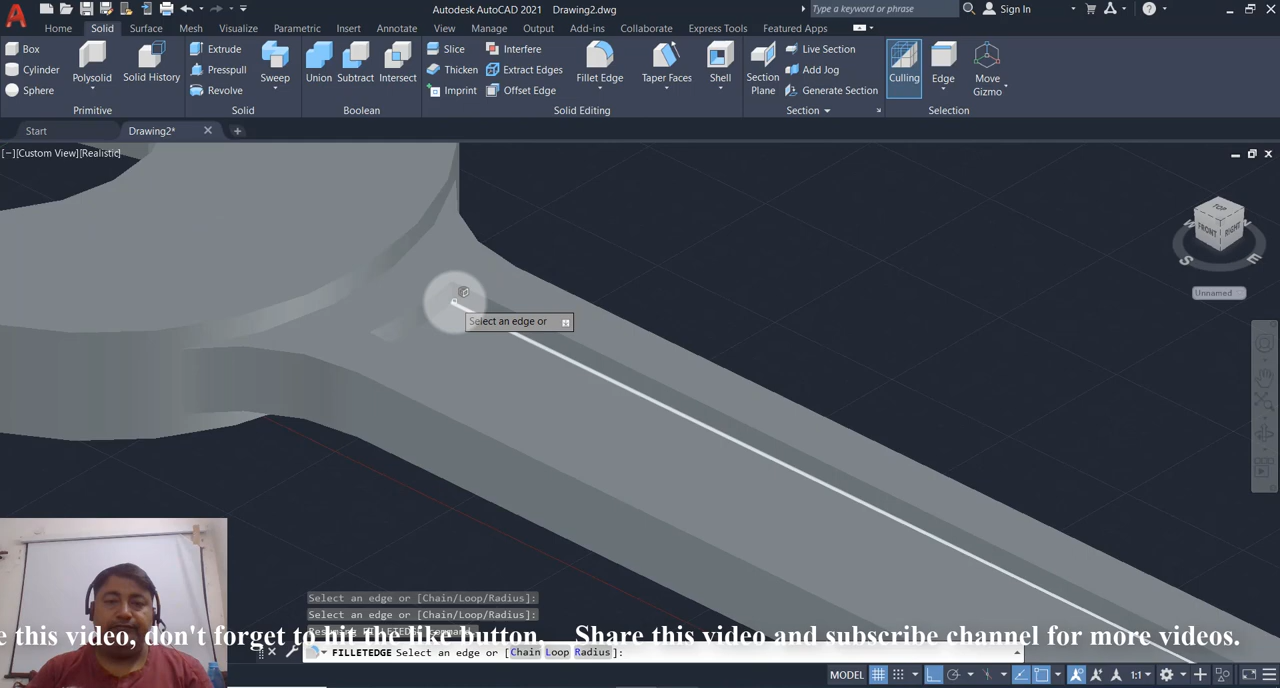 Autodesk AutoCAD 2021 Drawing2.dwg
Type a keyword or phrase
Sign In
Home Solid Surface Mesh Visualize Parametric Insert Annotate View Manage Output Add-ins Collaborate Express Tools Featured Apps
Box
Cylinder
Sphere
Polysolid
Solid History
Extrude
Presspull
Revolve
Sweep
Union
Subtract
Intersect
Slice
Thicken
Imprint
Interfere
Extract Edges
Offset Edge
Fillet Edge
Taper Faces
Shell
Section
Plane
Live Section
Add Jog
Generate Section
Culling
Edge
Move
Gizmo
Primitive
Solid
Boolean
Solid Editing
Section
Selection
Start
Drawing2*
[−][Custom View][Realistic]
TOP
FRONT
RIGHT
S
E
Unnamed
Select an edge or
Select an edge or [Chain/Loop/Radius]:
Select an edge or [Chain/Loop/Radius]:
Resuming FILLETEDGE command.
e this video, don't forget to hit the like button, Share this video and subscribe channel for more videos.
FILLETEDGE Select an edge or [Chain Loop Radius]:
MODEL
1:1